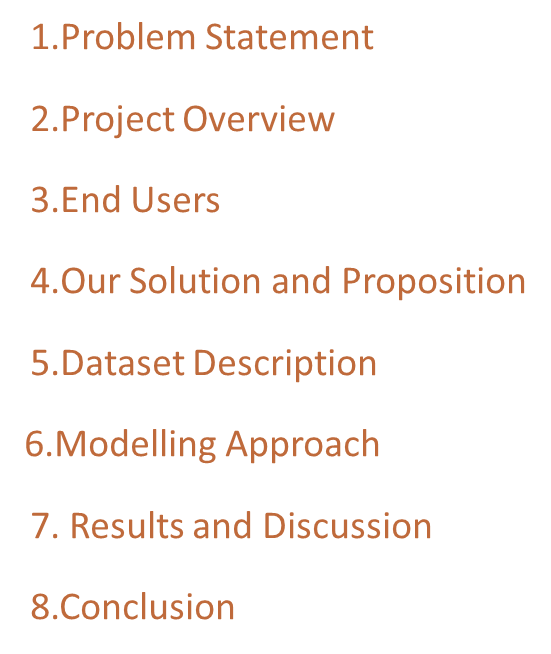 1.Problem Statement
2.Project Overview
3.End Users
4.Our Solution and Proposition
5.Dataset Description
6.Modelling Approach
7. Results and Discussion
8.Conclusion